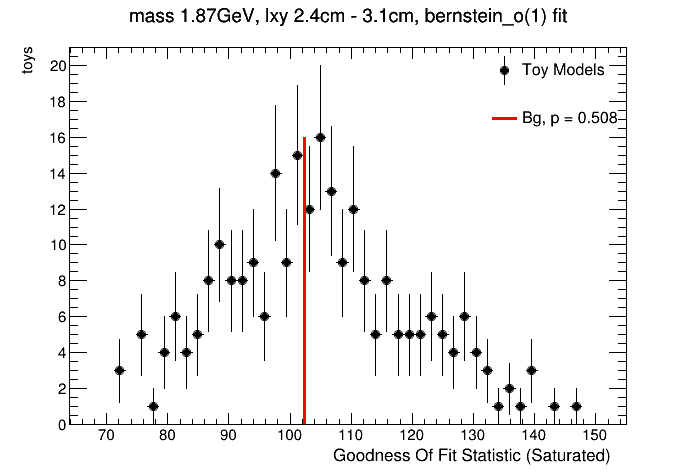 mass 1.87GeV, lxy 2.4cm - 3.1cm, bernstein_o(1) fit
toys
Toy Models
Bg, p = 0.508
20
18
16
14
12
10
8
6
4
2
0
70 80 90 100 110 120 130 140 150
Goodness Of Fit Statistic (Saturated)